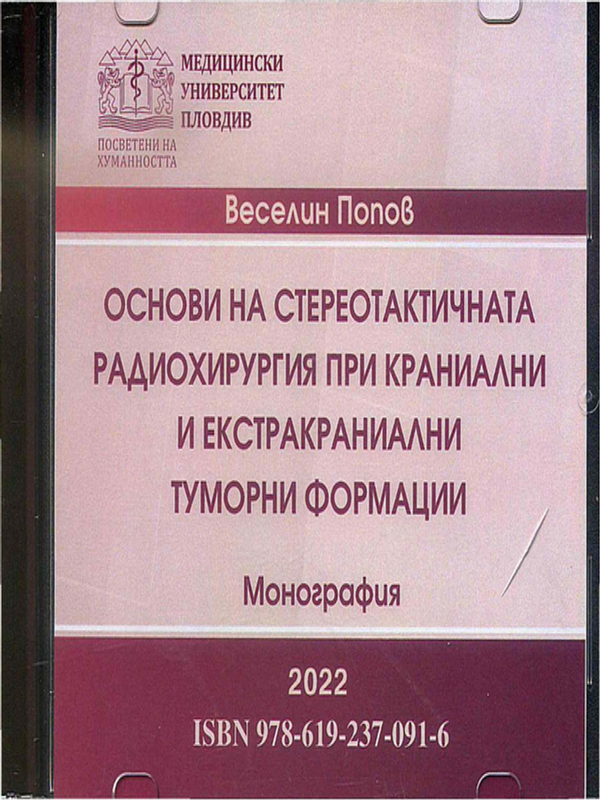 МЕДИЦИНСКИ
УНИВЕРСИТЕТ
ПЛОВДИВ
ПОСВЕТЕНИ НА
ХУМАННОСТТА
Веселин Попов
ОСНОВИ НА СТЕРЕОТАКТИЧНАТА
РАДИОХИРУРГИЯ ПРИ КРАНИАЛНИ
И ЕКСТРАКРАНИАЛНИ
ТУМОРНИ ФОРМАЦИИ
Монография
2022
ISBN 978-619-237-091-6